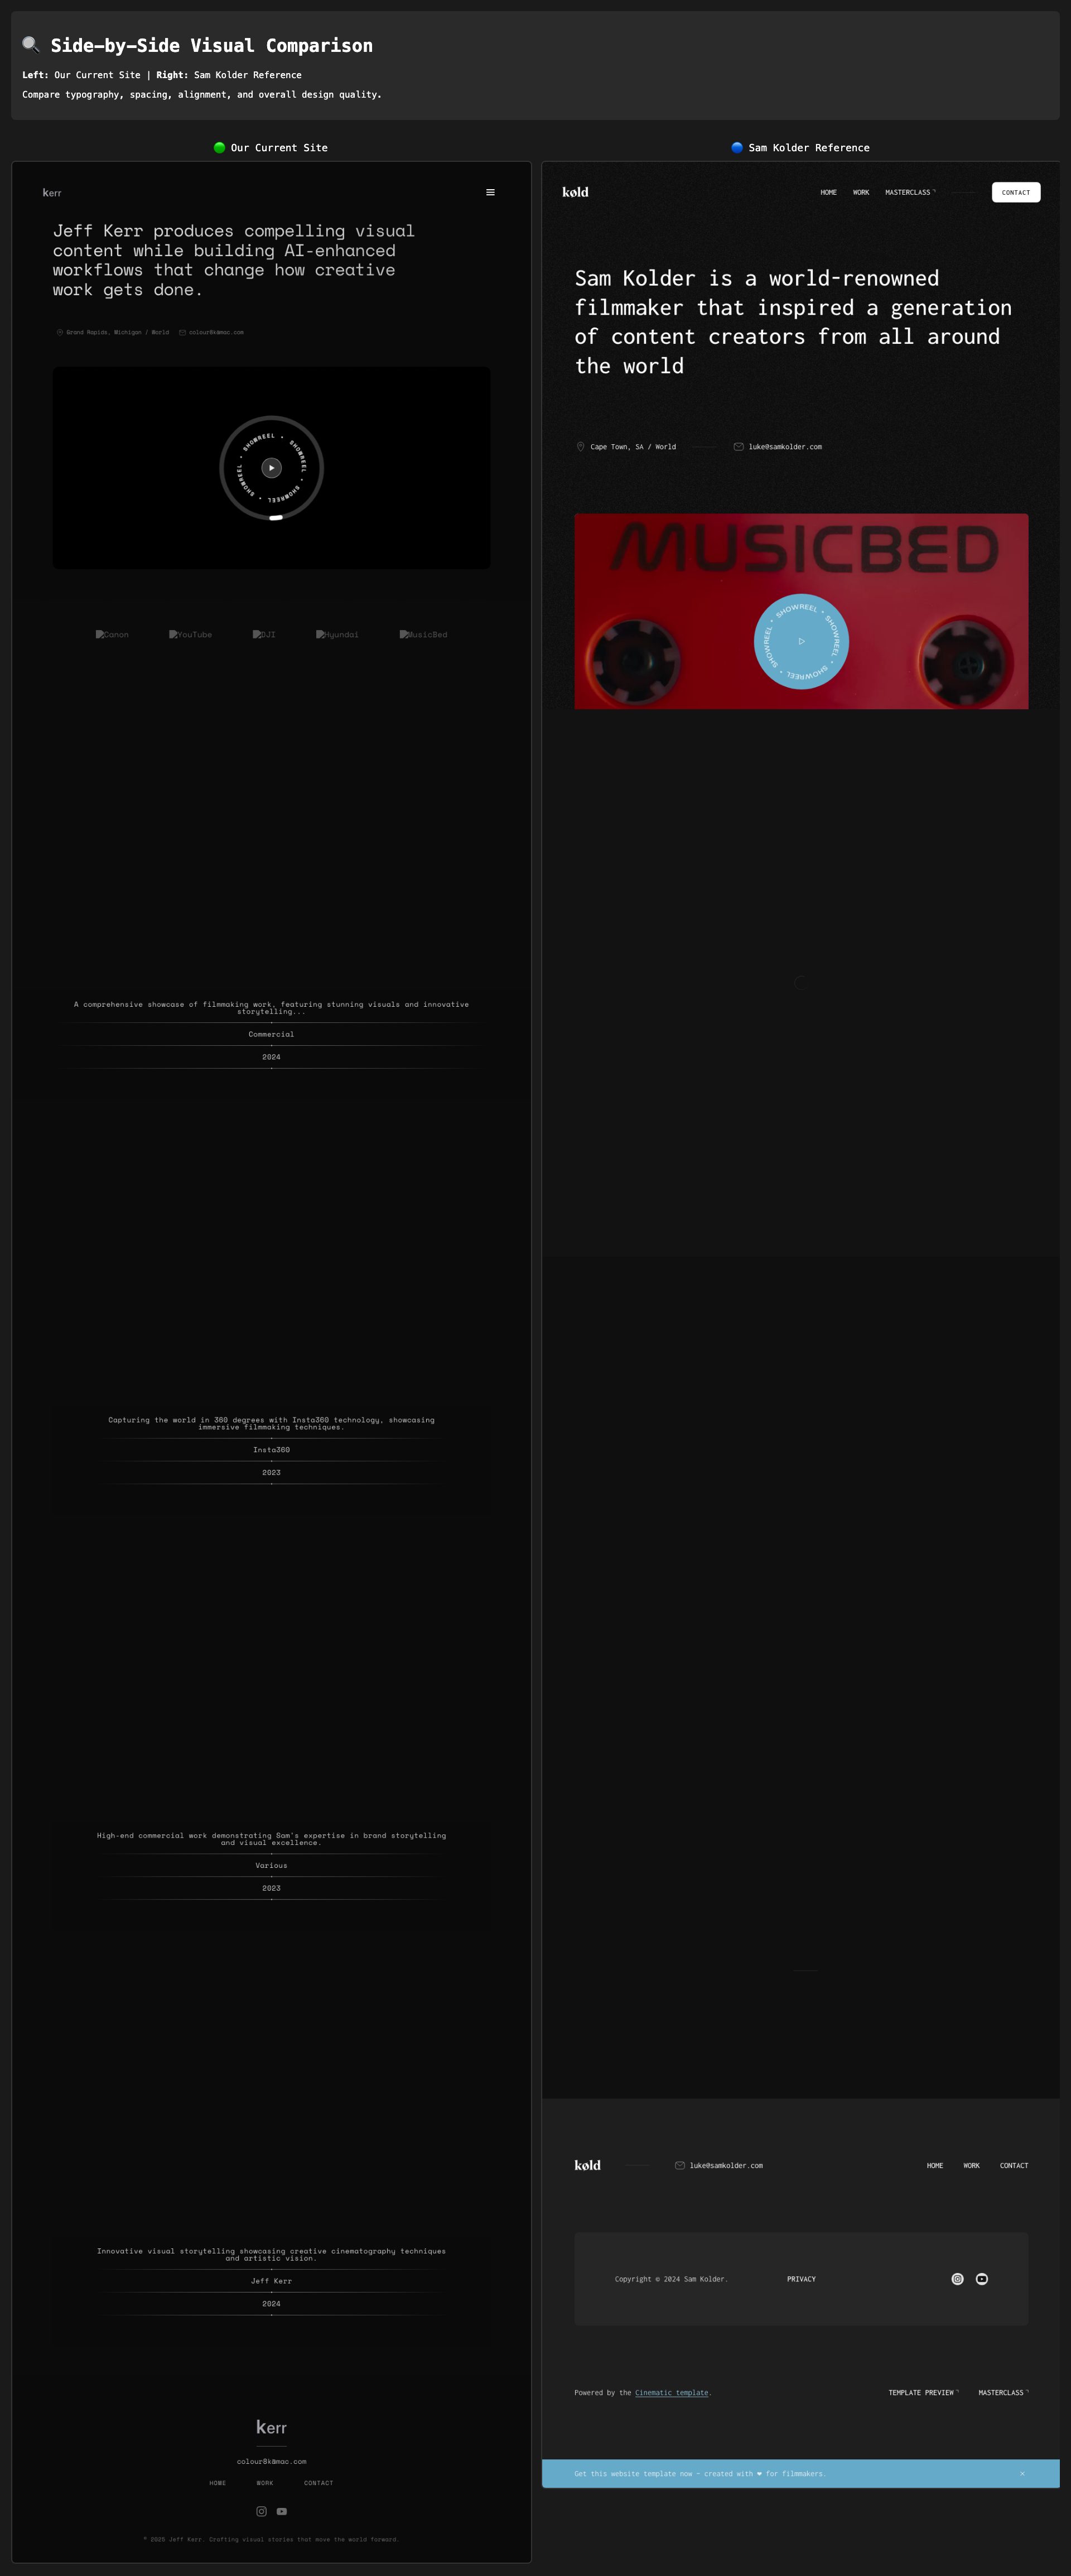 🔍 Side-by-Side Visual Comparison
Left: Our Current Site | Right: Sam Kolder Reference
Compare typography, spacing, alignment, and overall design quality.
🟢 Our Current Site
kerr
Jeff Kerr produces compelling visual
content while building AI-enhanced
workflows that change how creative
work gets done.
Grand Rapids, Michigan / World
colour8k@mac.com
SHOWREEL • SHOWREEL • SHOWREEL • SHOWREEL •
Canon
YouTube
DJI
Hyundai
MusicBed
A comprehensive showcase of filmmaking work, featuring stunning visuals and innovative
storytelling...
Commercial
2024
Capturing the world in 360 degrees with Insta360 technology, showcasing
immersive filmmaking techniques.
Insta360
2023
High-end commercial work demonstrating Sam's expertise in brand storytelling
and visual excellence.
Various
2023
Innovative visual storytelling showcasing creative cinematography techniques
and artistic vision.
Jeff Kerr
2024
kerr
colour8k@mac.com
HOME WORK CONTACT
© 2025 Jeff Kerr. Crafting visual stories that move the world forward.
🔵 Sam Kolder Reference
køld
HOME WORK MASTERCLASS CONTACT
Sam Kolder is a world-renowned
filmmaker that inspired a generation
of content creators from all around
the world
Cape Town, SA / World
luke@samkolder.com
MUSICBED
SHOWREEL • SHOWREEL • SHOWREEL • SHOWREEL •
køld
luke@samkolder.com
HOME WORK CONTACT
Copyright © 2024 Sam Kolder.
PRIVACY
Powered by the Cinematic template.
TEMPLATE PREVIEW MASTERCLASS
Get this website template now – created with ❤ for filmmakers.
×